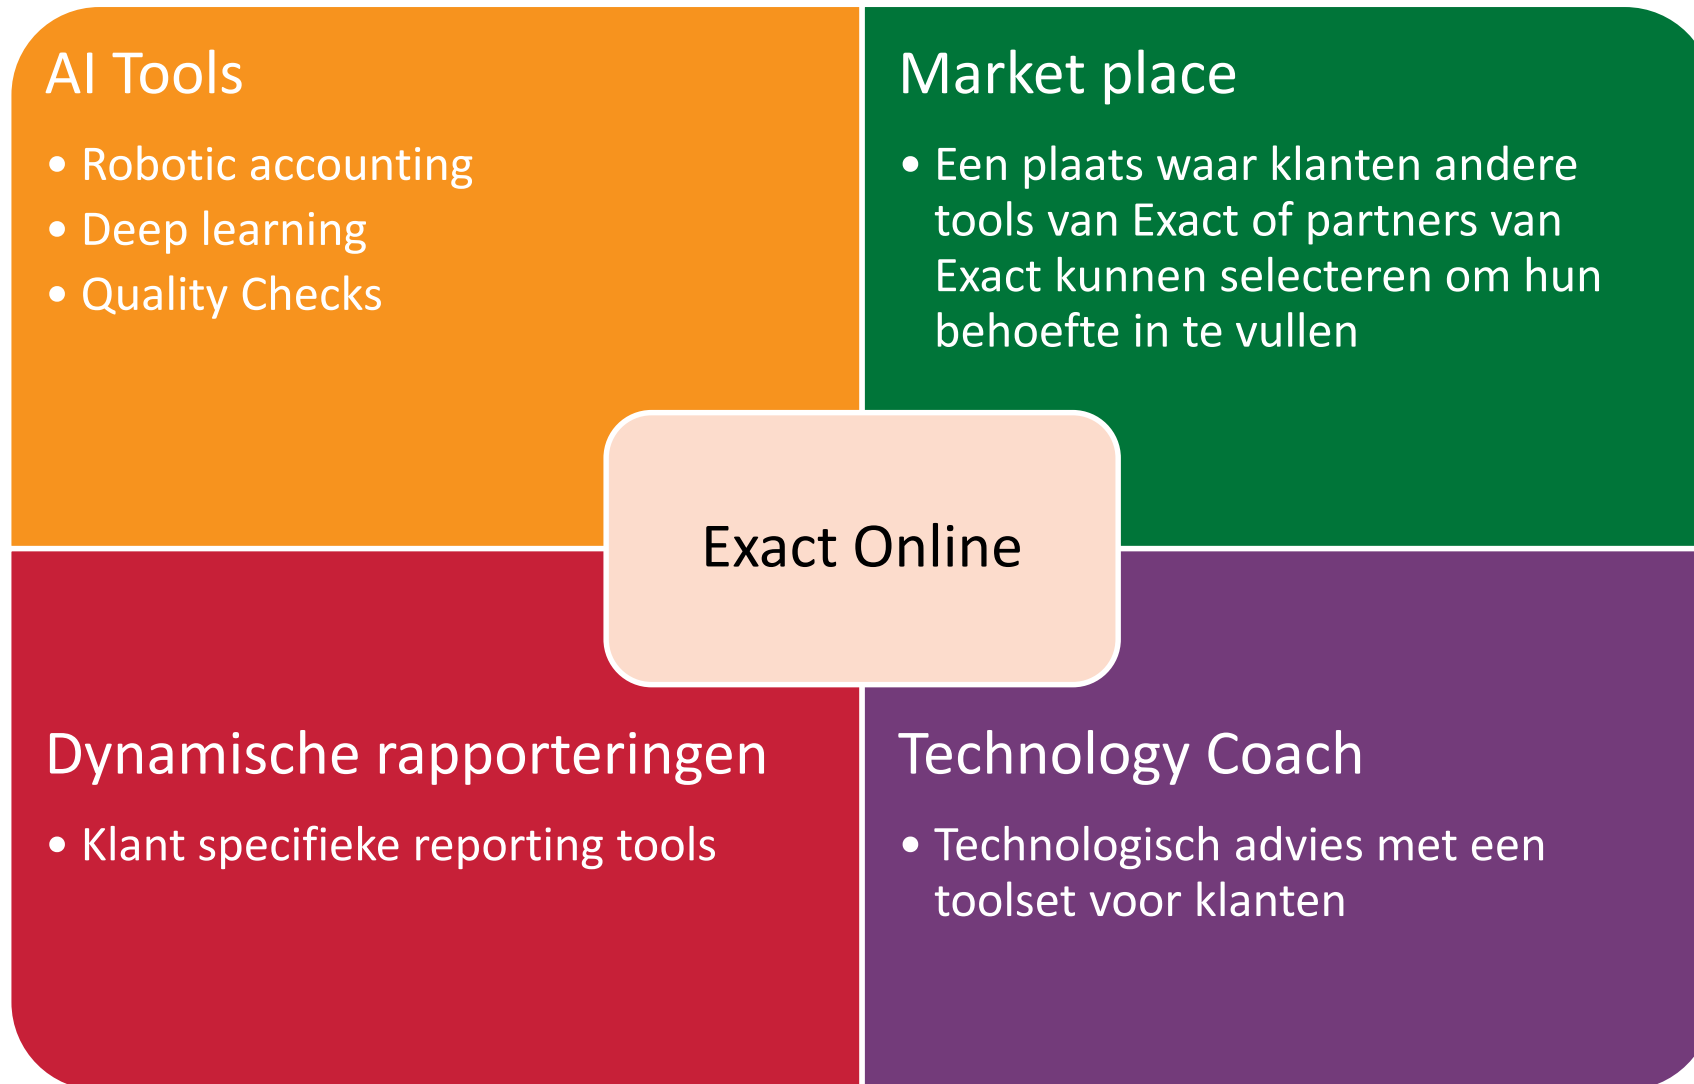 AI Tools
• Robotic accounting
• Deep learning
• Quality Checks
Market place
• Een plaats waar klanten andere
tools van Exact of partners van
Exact kunnen selecteren om hun
behoefte in te vullen
Exact Online
Dynamische rapporteringen
• Klant specifieke reporting tools
Technology Coach
• Technologisch advies met een
toolset voor klanten